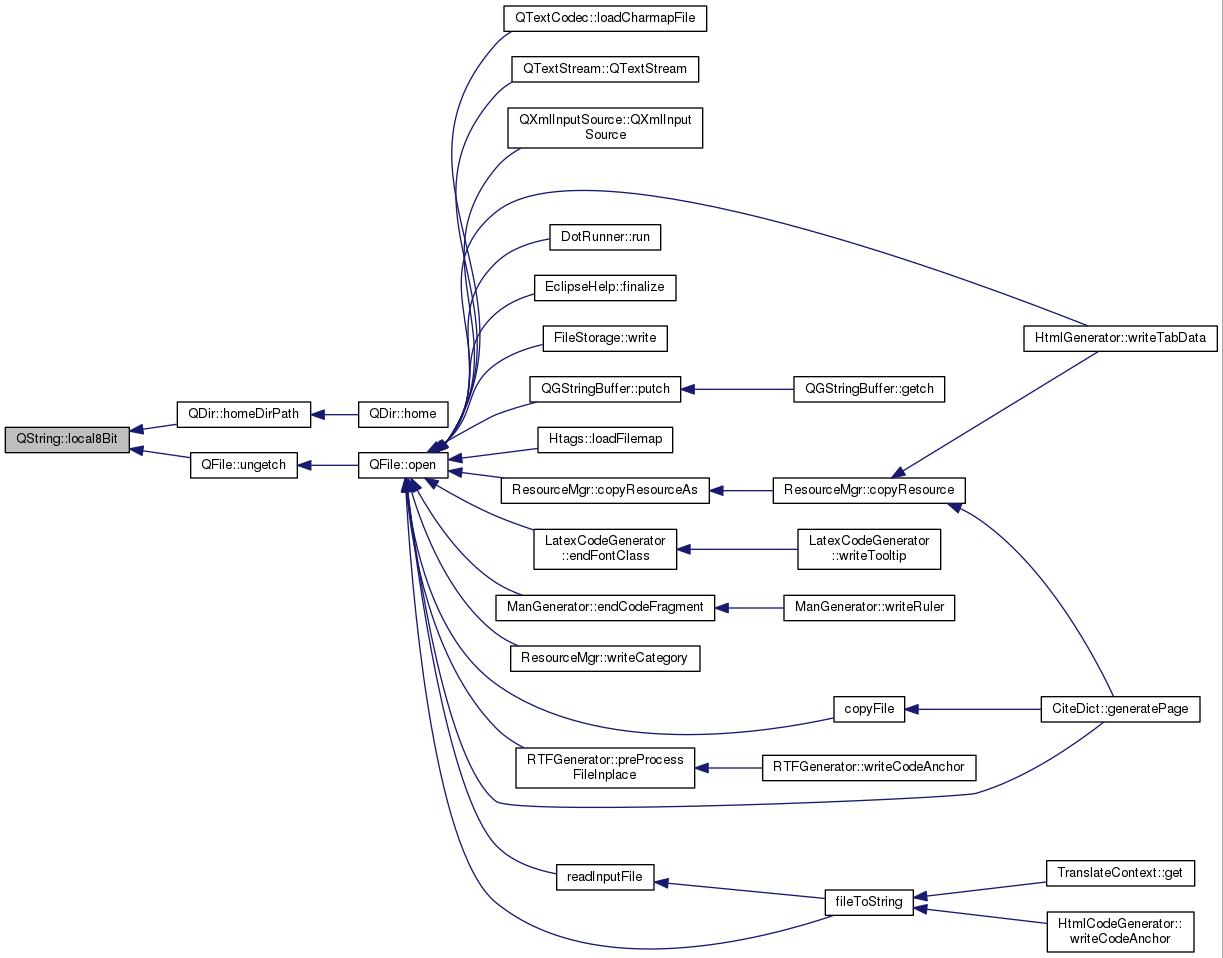 QTextCodec::loadCharmapFile
QTextStream::QTextStream
QXmlInputSource::QXmlInput
Source
DotRunner::run
EclipseHelp::finalize
FileStorage::write
HtmlGenerator::writeTabData
QGStringBuffer::putch
QGStringBuffer::getch
QDir::homeDirPath
QDir::home
QString::local8Bit
Htags::loadFilemap
QFile::ungetch
QFile::open
ResourceMgr::copyResourceAs
ResourceMgr::copyResource
LatexCodeGenerator
::endFontClass
LatexCodeGenerator
::writeTooltip
ManGenerator::endCodeFragment
ManGenerator::writeRuler
ResourceMgr::writeCategory
copyFile
CiteDict::generatePage
RTFGenerator::preProcess
FileInplace
RTFGenerator::writeCodeAnchor
readInputFile
TranslateContext::get
fileToString
HtmlCodeGenerator::
writeCodeAnchor